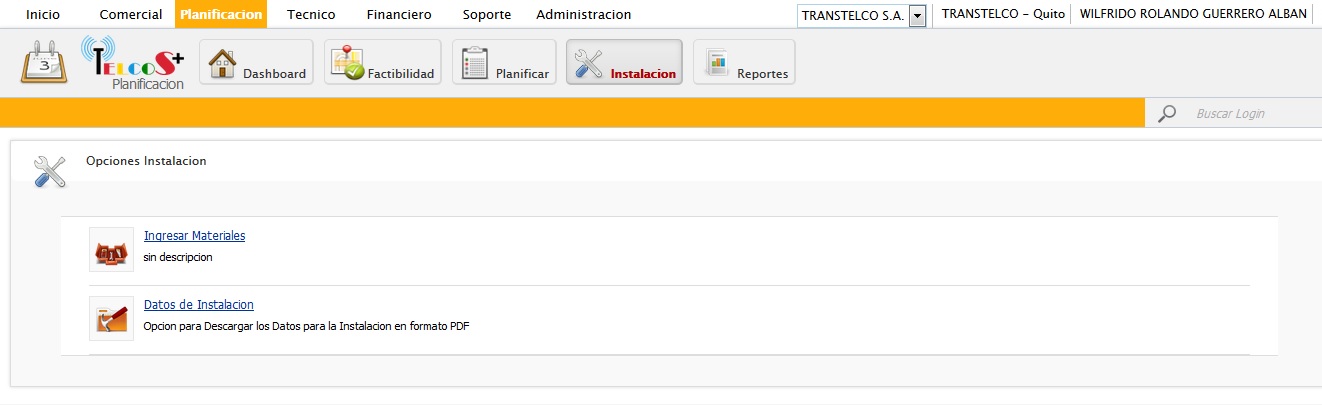 Inicio Comercial Planificacion Tecnico Financiero Soporte Administracion TRANSTELCO S.A. TRANSTELCO - Quito WILFRIDO ROLANDO GUERRERO ALBAN
3 TELCOS+ Planificacion Dashboard Factibilidad Planificar Instalacion Reportes
Buscar Login
Opciones Instalacion
Ingresar Materiales
sin descripcion
Datos de Instalacion
Opcion para Descargar los Datos para la Instalacion en formato PDF